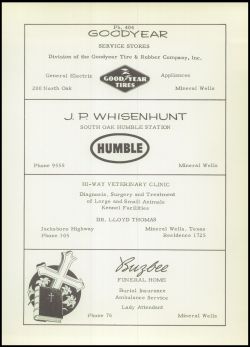 Ph. 404
GOODYEAR
SERVICE STORES
Division of the Goodyear Tire & Rubber Company, Inc.
General Electric
Appliances
GOOD YEAR
TIRES
200 North Oak
Mineral Wells
J. P. WHISENHUNT
SOUTH OAK HUMBLE STATION
HUMBLE
Phone 9558
Mineral Wells
HI-WAY VETERINARY CLINIC
Diagnosis, Surgery and Treatment
of Large and Small Animals
Kennel Facilities
DR. LLOYD THOMAS
Jacksboro Highway
Mineral Wells, Texas
Phone 105
Residence 1725
Buzbee
FUNERAL HOME
Burial Insurance
Ambulance Service
Lady Attendant
Phone 76
Mineral Wells